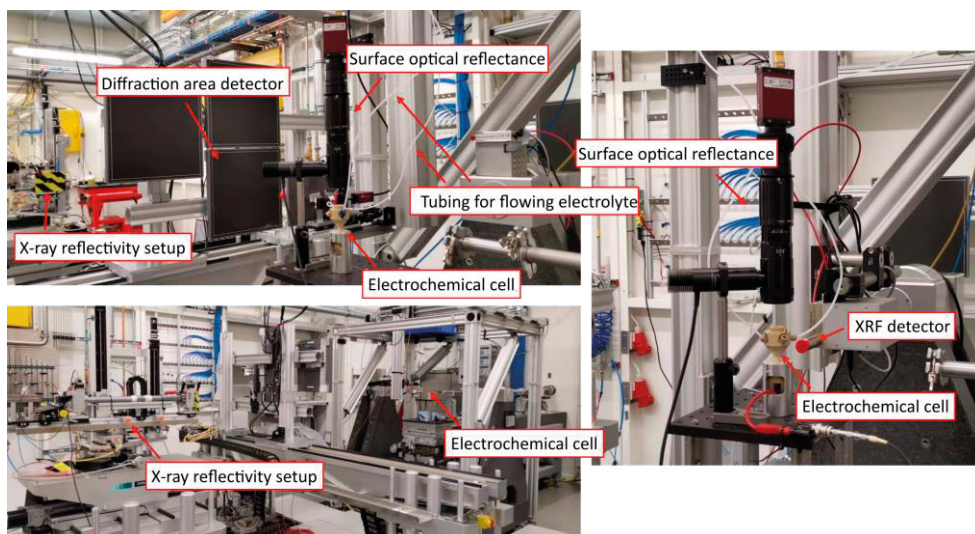 Surface optical reflectance
Diffraction area detector
Tubing for flowing electrolyte
X-ray reflectivity setup
Electrochemical cell
Electrochemical cell
X-ray reflectivity setup
Surface optical reflectance
XRF detector
Electrochemical cell